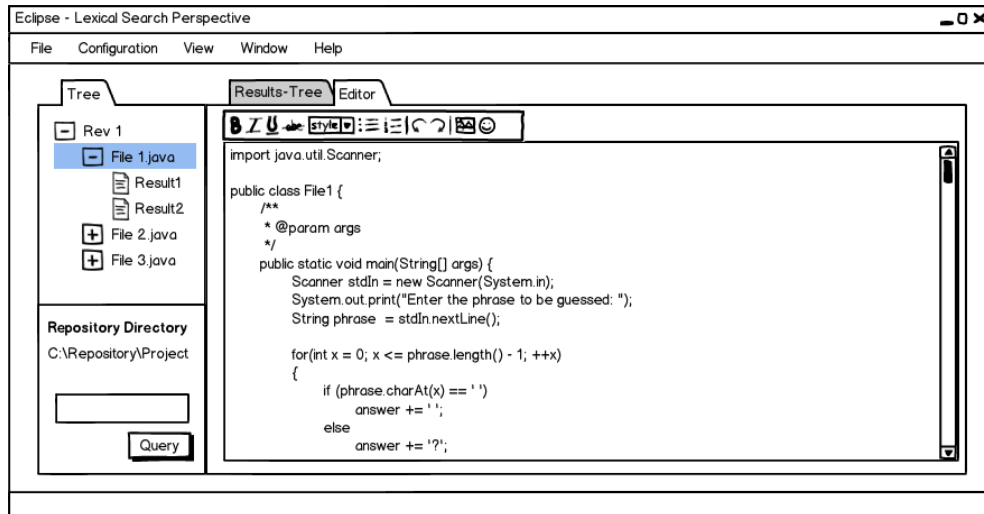 Eclipse - Lexical Search Perspective
File Configuration View Window Help
Tree
Rev 1
File 1.java
Result1
Result2
File 2.java
File 3.java
Repository Directory
C:\Repository\Project
Query
Results-Tree Editor
B I U abc style
import java.util.Scanner;
public class File1 {
/**
* @param args
*/
public static void main(String[] args) {
Scanner stdIn = new Scanner(System.in);
System.out.print("Enter the phrase to be guessed: ");
String phrase = stdIn.nextLine();
for(int x = 0; x <= phrase.length() - 1; ++x)
{
if (phrase.charAt(x) == ' ')
answer += ' ';
else
answer += '?';